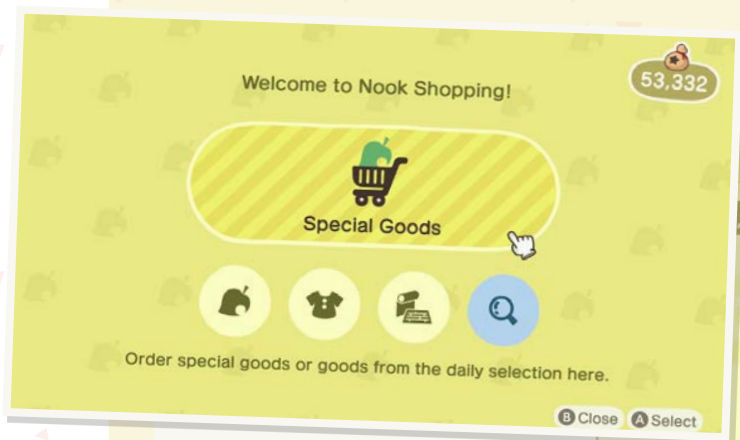 Welcome to Nook Shopping!
53,332
Special Goods
Order special goods or goods from the daily selection here.
B Close A Select